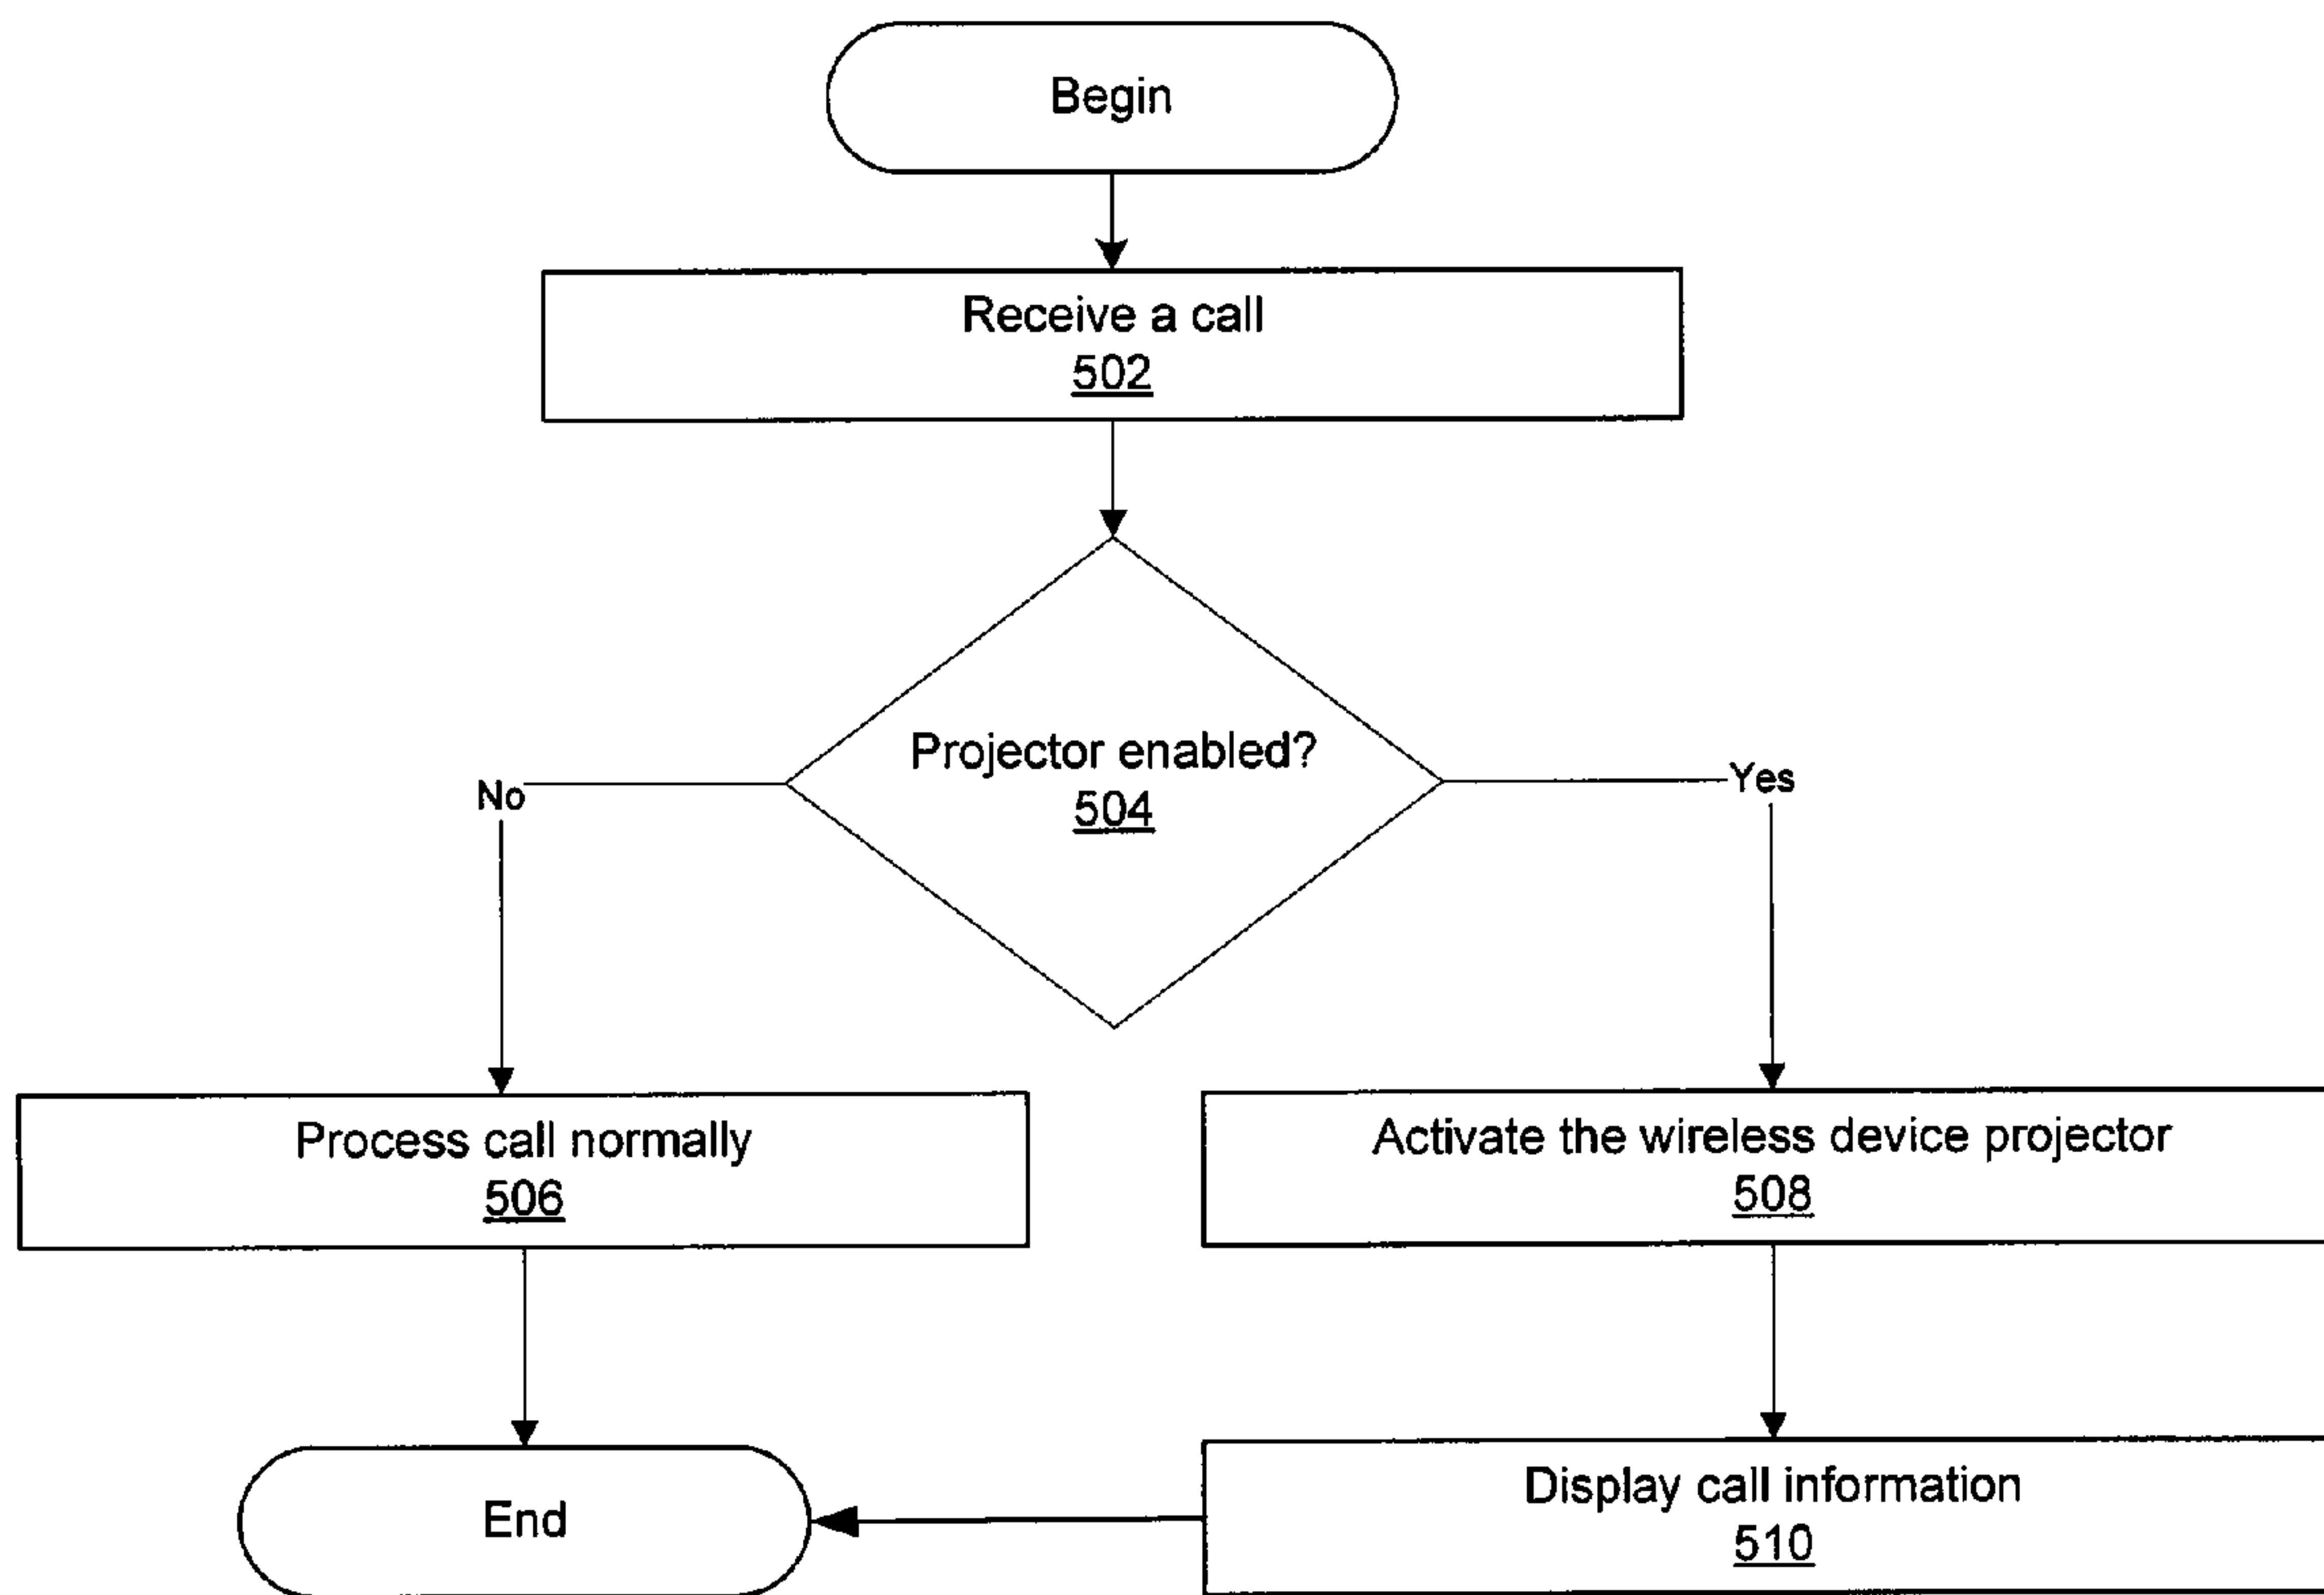 Begin
Receive a call
502
Projector enabled?
504
No
Yes
Process call normally
506
Activate the wireless device projector
508
End
Display call information
510